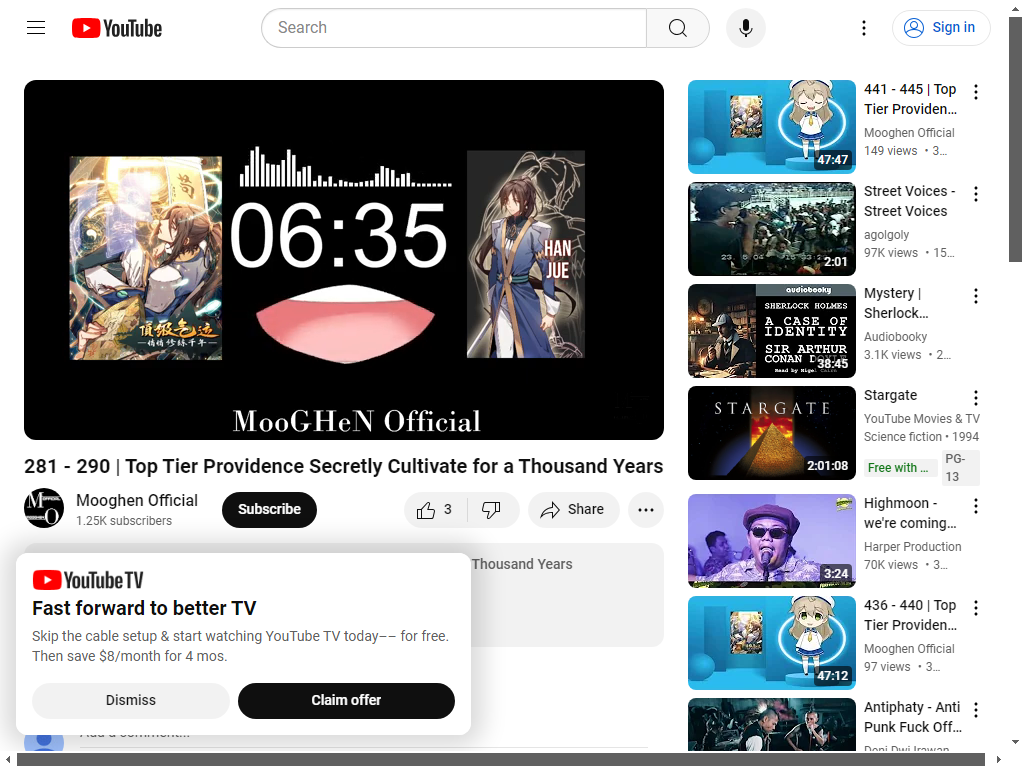 YouTube
Search
Sign in
頂級氣运
悄悄修練千年
06:35
HAN
JUE
MooGHeN Official
281 - 290 | Top Tier Providence Secretly Cultivate for a Thousand Years
Mooghen Official
1.25K subscribers
Subscribe
3
Share
Thousand Years
YouTube TV
Fast forward to better TV
Skip the cable setup & start watching YouTube TV today–– for free.
Then save $8/month for 4 mos.
Dismiss
Claim offer
Add a comment...
47:47
441 - 445 | Top
Tier Providen...
Mooghen Official
149 views • 3...
2:01
Street Voices -
Street Voices
agolgoly
97K views • 15...
audiobooky
SHERLOCK HOLMES
A CASE OF
IDENTITY
SIR ARTHUR
CONAN DOYLE
38:45
Mystery |
Sherlock...
Audiobooky
3.1K views • 2...
STARGATE
2:01:08
Stargate
YouTube Movies & TV
Science fiction • 1994
Free with ...
PG-
13
3:24
Highmoon -
we're coming...
Harper Production
70K views • 3...
47:12
436 - 440 | Top
Tier Providen...
Mooghen Official
97 views • 3...
Antiphaty - Anti
Punk Fuck Off...
Doni Dwi Irawan